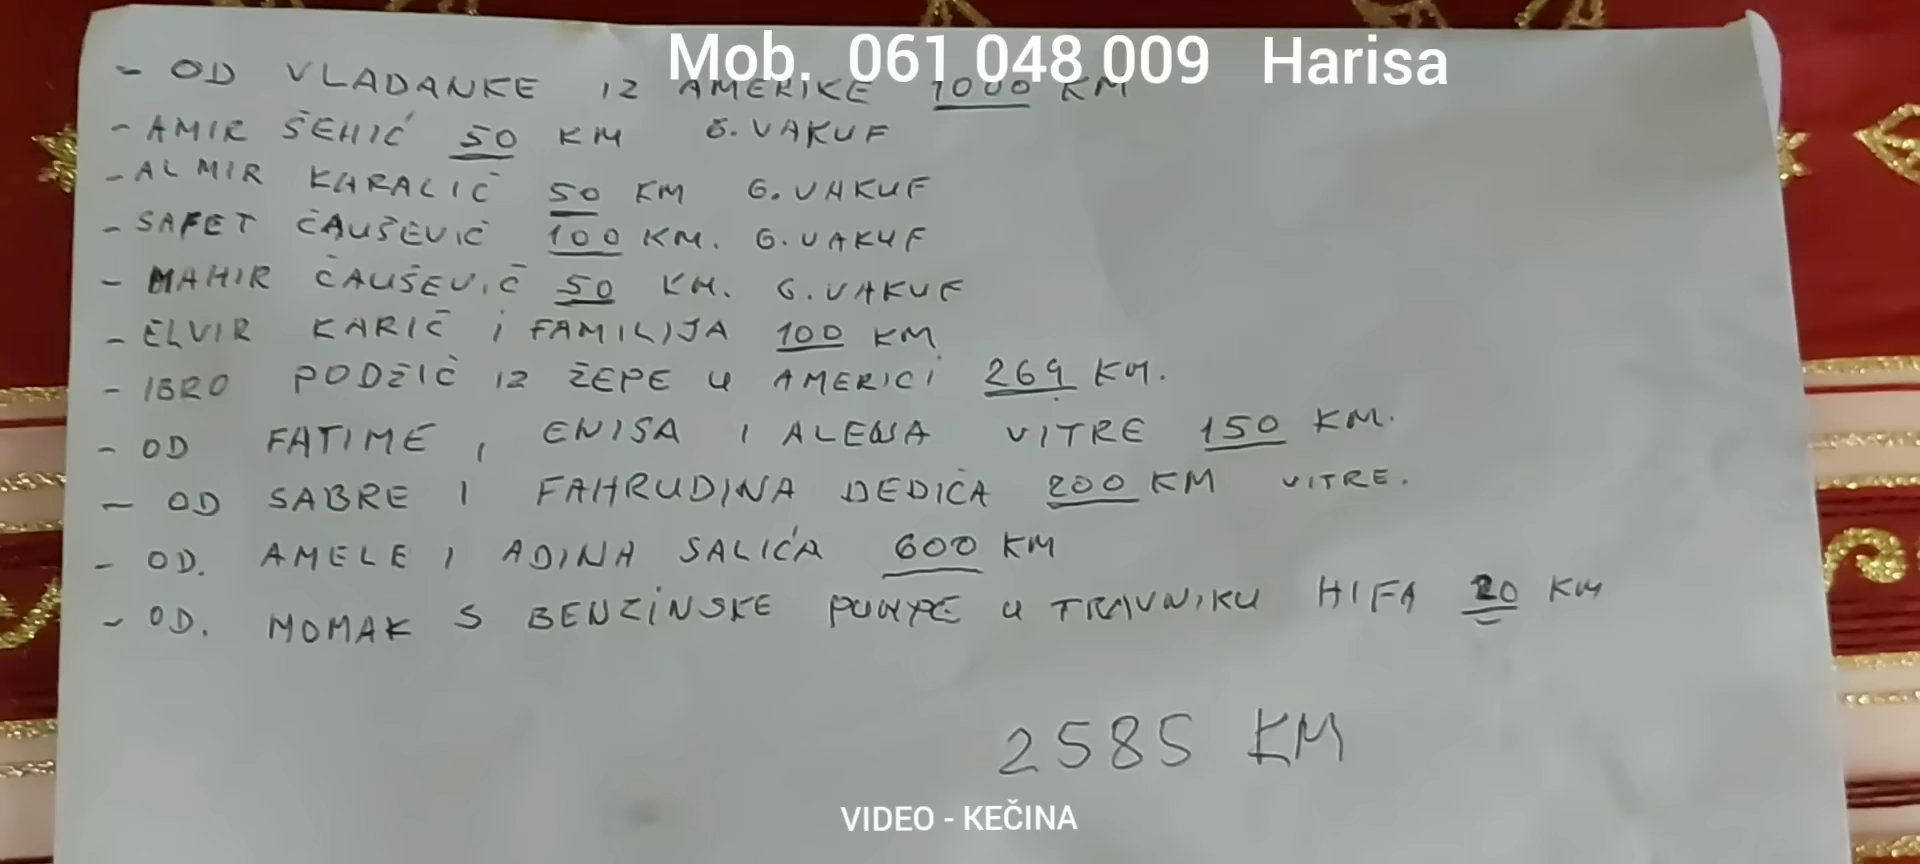 Mob. 061 048 009 Harisa
- OD VLADANKE IZ AMERIKE 1000 KM
- AMIR ŠEHIĆ 50 KM G. VAKUF
- ALMIR KARALIĆ 50 KM G. VAKUF
- SAFET ČAUŠEVIĆ 100 KM. G. VAKUF
- MAHIR ČAUŠEVIĆ 50 KM. G. VAKUF
- ELVIR KARIĆ i FAMILIJA 100 KM
- IBRO PODŽIĆ IZ ŽEPE U AMERICI 269 KM.
- OD FATIME, ENISA I ALENA VITRE 150 KM.
- OD SABRE I FAHRUDINA DEDIĆA 200 KM VITRE.
- OD. AMELE I ADINA SALIĆA 600 KM
- OD. MOMAK S BENZINSKE PUMPE U TRAVNIKU HIFA 20 KM
2585 KM
VIDEO - KEČINA